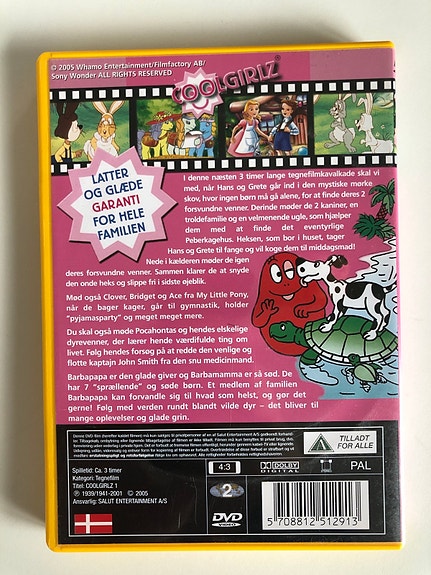 © 2005 Whamo Entertainment/Filmfactory AB/
Sony Wonder ALL RIGHTS RESERVED
COOLGIRLZ
LATTER
OG GLÆDE
GARANTI
FOR HELE
FAMILIEN
I denne næsten 3 timer lange tegnefilmkavalkade skal vi
med, når Hans og Grete går ind i den mystiske mørke
skov, hvor ingen børn må gå alene, for at finde deres 2
forsvundne venner. Derinde møder de 2 kaniner, en
troldefamilie og en velmenende ugle, som hjælper
dem med at finde det eventyrlige
Peberkagehus. Heksen, som bor i huset, tager
Hans og Grete til fange og vil koge dem til middagsmad!
Nede i kælderen møder de igen
deres forsvundne venner. Sammen klarer de at snyde
den onde heks og slippe fri i sidste øjeblik.
Mød også Clover, Bridget og Ace fra My Little Pony,
når de bager kager, går til gymnastik, holder
"pyjamasparty" og meget meget mere.
Du skal også møde Pocahontas og hendes elskelige
dyrevenner, der lærer hende værdifulde ting om
livet. Følg hendes forsøg på at redde den venlige og
flotte kaptajn John Smith fra den snu medicinmand.
Barbapapa er den glade giver og Barbamamma er så sød. De
har 7 "sprællende" og søde børn. Et medlem af familien
Barbapapa kan forvandle sig til hvad som helst, og gør det
gerne! Følg med verden rundt blandt vilde dyr – det bliver til
mange oplevelser og glade grin.
TILLADT
FOR ALLE
Spilletid: Ca. 3 timer
Kategori: Tegnefilm
Titel: COOLGIRLZ 1
Ⓟ 1939/1941-2001 © 2005
Ansvarlig: SALUT ENTERTAINMENT A/S
4:3
DOLBY
DIGITAL
PAL
2
DVD
VIDEO
5 708812 512913